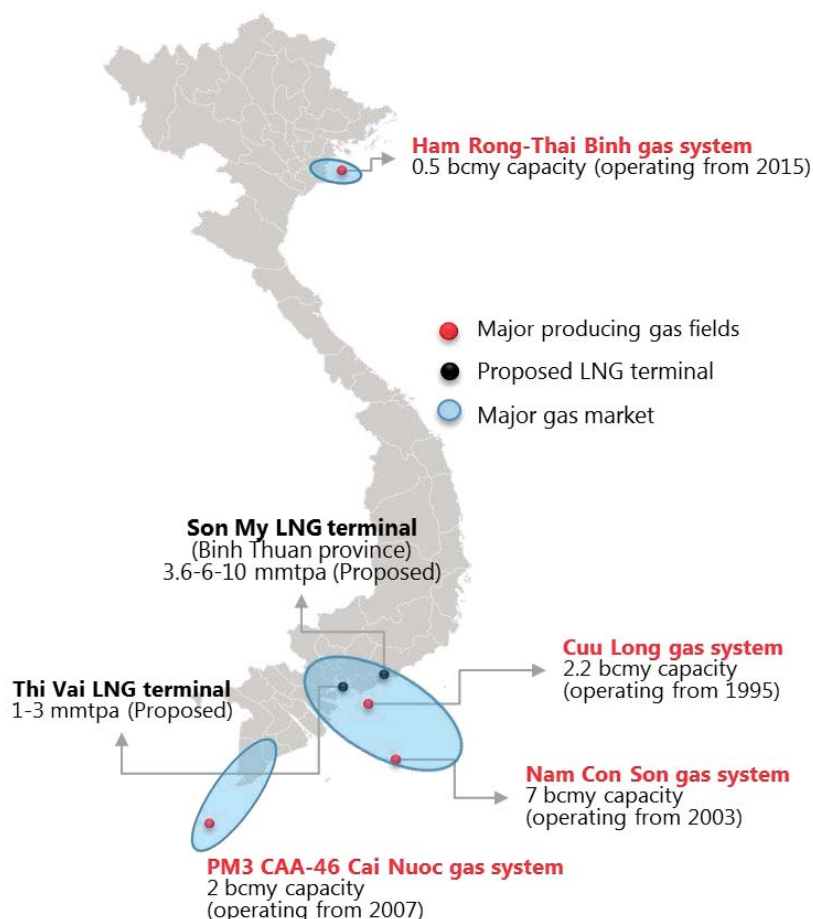 Ham Rong-Thai Binh gas system
0.5 bcmy capacity (operating from 2015)
Major producing gas fields
Proposed LNG terminal
Major gas market
Son My LNG terminal
(Binh Thuan province)
3.6-6-10 mmtpa (Proposed)
Cuu Long gas system
2.2 bcmy capacity
(operating from 1995)
Thi Vai LNG terminal
1-3 mmtpa (Proposed)
Nam Con Son gas system
7 bcmy capacity
(operating from 2003)
PM3 CAA-46 Cai Nuoc gas system
2 bcmy capacity
(operating from 2007)